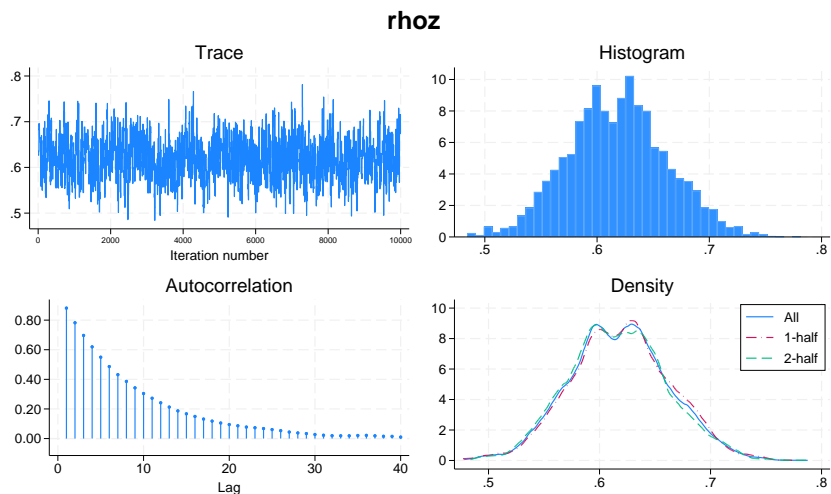 rhoz
Trace
.8
.7
.6
.5
0 2000 4000 6000 8000 10000
Iteration number
Histogram
10
8
6
4
2
0
.5 .6 .7 .8
Autocorrelation
0.80
0.60
0.40
0.20
0.00
0 10 20 30 40
Lag
Density
10
8
6
4
2
0
.5 .6 .7 .8
All
1-half
2-half